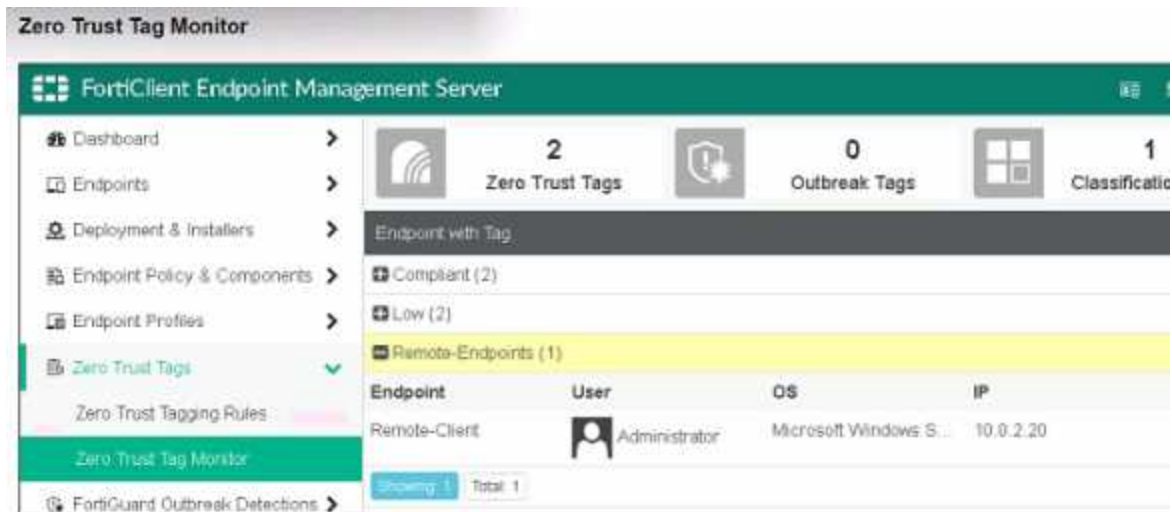 Zero Trust Tag Monitor
FortiClient Endpoint Management Server
Dashboard
Endpoints
Deployment & Installers
Endpoint Policy & Components
Endpoint Profiles
Zero Trust Tags
Zero Trust Tagging Rules
Zero Trust Tag Monitor
FortiGuard Outbreak Detections
2
Zero Trust Tags
0
Outbreak Tags
1
Classificatio
Endpoint with Tag
Compliant (2)
Low (2)
Remote-Endpoints (1)
Endpoint User OS IP
Remote-Client Administrator Microsoft Windows S... 10.0.2.20
Showing: 1 Total: 1